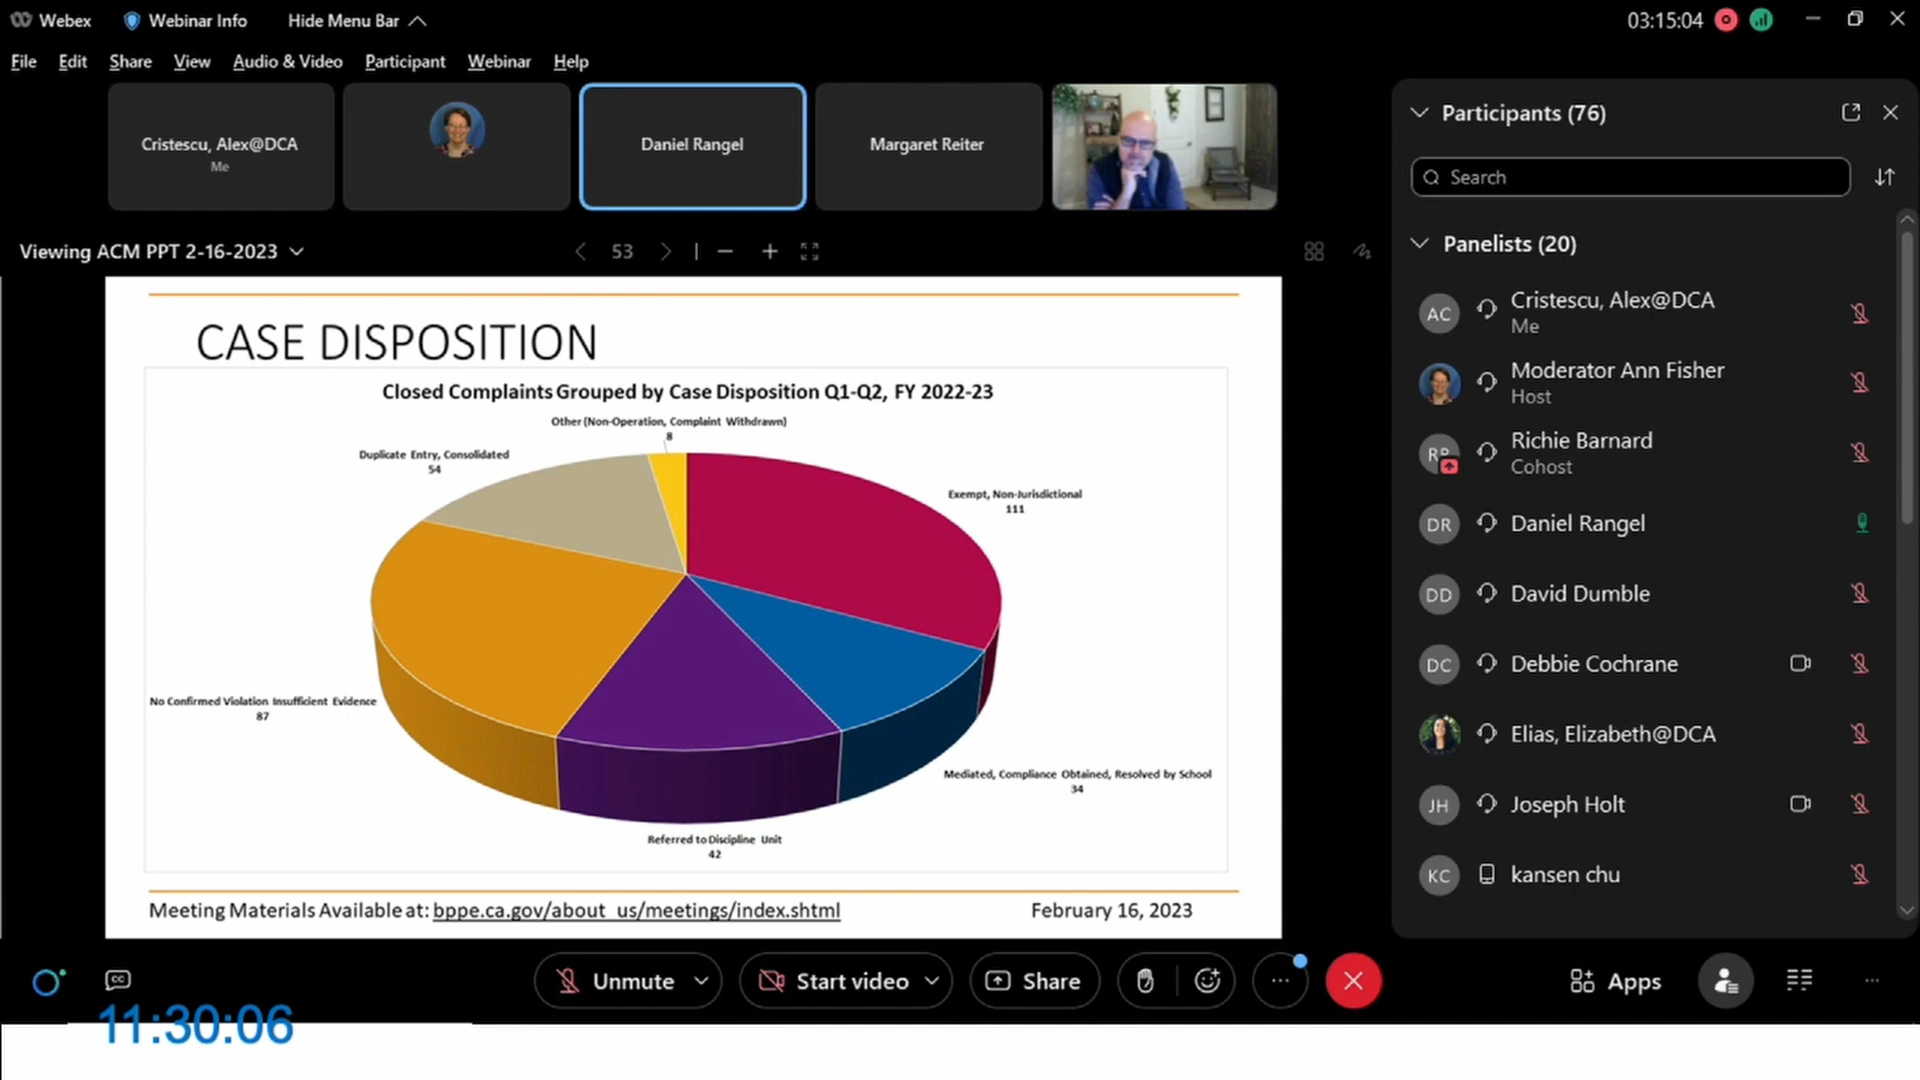 Webex
Webinar Info
Hide Menu Bar
03:15:04
File Edit Share View Audio & Video Participant Webinar Help
Cristescu, Alex@DCA
Me
Daniel Rangel
Margaret Reiter
Participants (76)
Search
Viewing ACM PPT 2-16-2023
53
Panelists (20)
AC
Cristescu, Alex@DCA
Me
Moderator Ann Fisher
Host
Richie Barnard
Cohost
DR
Daniel Rangel
DD
David Dumble
DC
Debbie Cochrane
Elias, Elizabeth@DCA
JH
Joseph Holt
KC
kansen chu
CASE DISPOSITION
Closed Complaints Grouped by Case Disposition Q1-Q2, FY 2022-23
Other (Non-Operation, Complaint Withdrawn)
8
Duplicate Entry, Consolidated
54
Exempt, Non-Jurisdictional
111
No Confirmed Violation Insufficient Evidence
87
Mediated, Compliance Obtained, Resolved by School
34
Referred to Discipline Unit
42
Meeting Materials Available at: bppe.ca.gov/about_us/meetings/index.shtml
February 16, 2023
CC
Unmute
Start video
Share
Apps
11:30:06